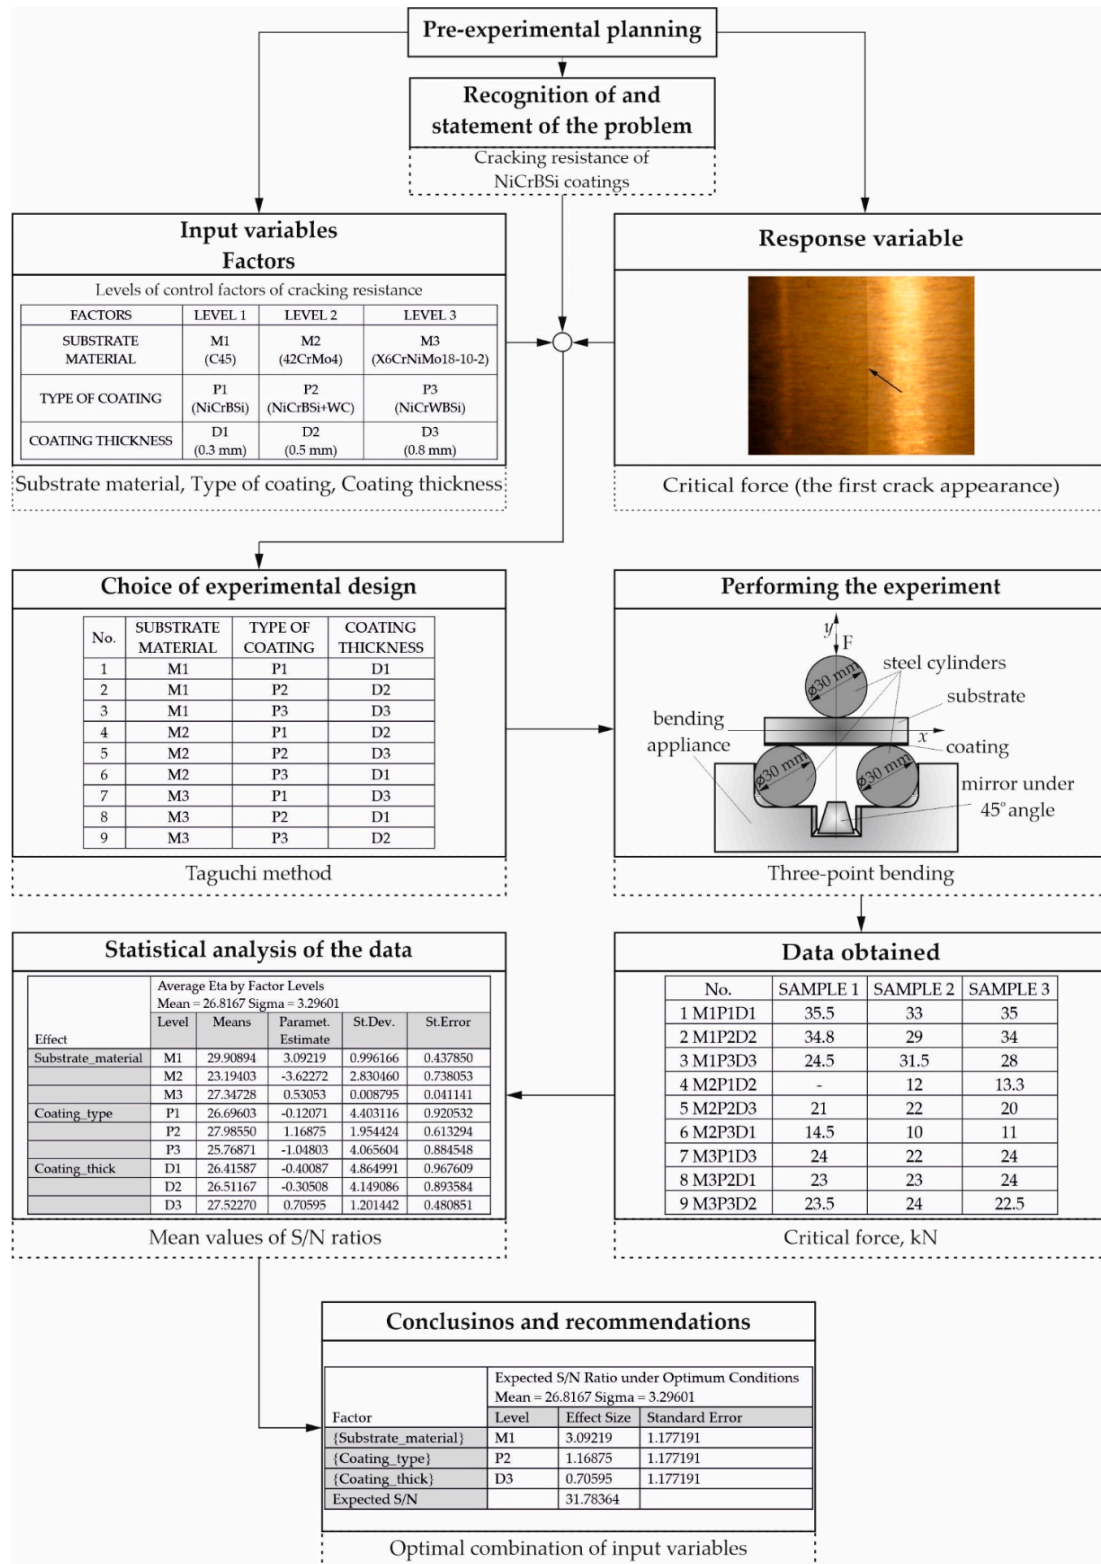 Pre-experimental planning
Recognition of and
statement of the problem
Cracking resistance of
NiCrBSi coatings
Input variables
Factors
Levels of control factors of cracking resistance
FACTORS LEVEL 1 LEVEL 2 LEVEL 3
SUBSTRATE MATERIAL M1 (C45) M2 (42CrMo4) M3 (X6CrNiMo18-10-2)
TYPE OF COATING P1 (NiCrBSi) P2 (NiCrBSi+WC) P3 (NiCrWBSi)
COATING THICKNESS D1 (0.3 mm) D2 (0.5 mm) D3 (0.8 mm)
Substrate material, Type of coating, Coating thickness
Response variable
Critical force (the first crack appearance)
Choice of experimental design
No. SUBSTRATE MATERIAL TYPE OF COATING COATING THICKNESS
1 M1 P1 D1
2 M1 P2 D2
3 M1 P3 D3
4 M2 P1 D2
5 M2 P2 D3
6 M2 P3 D1
7 M3 P1 D3
8 M3 P2 D1
9 M3 P3 D2
Taguchi method
Performing the experiment
y
F
ø30 mm
steel cylinders
substrate
bending
appliance
x
coating
ø30 mm
ø30 mm
mirror under
45° angle
Three-point bending
Statistical analysis of the data
Average Eta by Factor Levels
Mean = 26.8167 Sigma = 3.29601
Effect Level Means Paramet. Estimate St.Dev. St.Error
Substrate_material M1 29.90894 3.09219 0.996166 0.437850
M2 23.19403 -3.62272 2.830460 0.738053
M3 27.34728 0.53053 0.008795 0.041141
Coating_type P1 26.69603 -0.12071 4.403116 0.920532
P2 27.98550 1.16875 1.954424 0.613294
P3 25.76871 -1.04803 4.065604 0.884548
Coating_thick D1 26.41587 -0.40087 4.864991 0.967609
D2 26.51167 -0.30508 4.149086 0.893584
D3 27.52270 0.70595 1.201442 0.480851
Mean values of S/N ratios
Data obtained
No. SAMPLE 1 SAMPLE 2 SAMPLE 3
1 M1P1D1 35.5 33 35
2 M1P2D2 34.8 29 34
3 M1P3D3 24.5 31.5 28
4 M2P1D2 - 12 13.3
5 M2P2D3 21 22 20
6 M2P3D1 14.5 10 11
7 M3P1D3 24 22 24
8 M3P2D1 23 23 24
9 M3P3D2 23.5 24 22.5
Critical force, kN
Conclusinos and recommendations
Expected S/N Ratio under Optimum Conditions
Mean = 26.8167 Sigma = 3.29601
Factor Level Effect Size Standard Error
{Substrate_material} M1 3.09219 1.177191
{Coating_type} P2 1.16875 1.177191
{Coating_thick} D3 0.70595 1.177191
Expected S/N 31.78364
Optimal combination of input variables